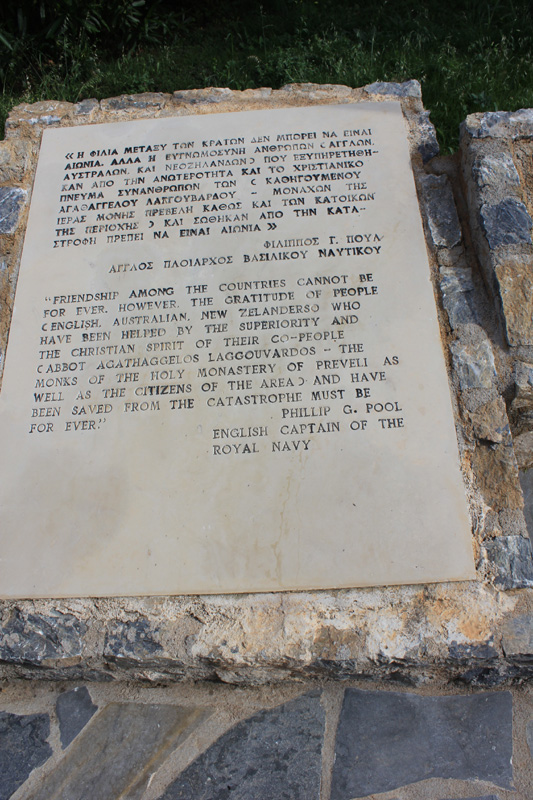 «Η ΦΙΛΙΑ ΜΕΤΑΞΥ ΤΩΝ ΚΡΑΤΩΝ ΔΕΝ ΜΠΟΡΕΙ ΝΑ ΕΙΝΑΙ
ΑΙΩΝΙΑ. ΑΛΛΑ Η ΕΥΓΝΩΜΟΣΥΝΗ ΑΝΘΡΩΠΩΝ (ΑΓΓΛΩΝ,
ΑΥΣΤΡΑΛΩΝ, ΚΑΙ ΝΕΟΖΗΛΑΝΔΩΝ) ΠΟΥ ΕΞΥΠΗΡΕΤΗΘΗ-
ΚΑΝ ΑΠΟ ΤΗΝ ΑΝΩΤΕΡΟΤΗΤΑ ΚΑΙ ΤΟ ΧΡΙΣΤΙΑΝΙΚΟ
ΠΝΕΥΜΑ ΣΥΝΑΝΘΡΩΠΩΝ ΤΩΝ (ΚΑΘΗΓΟΥΜΕΝΟΥ
ΑΓΑΘΑΓΓΕΛΟΥ ΛΑΓΓΟΥΒΑΡΔΟΥ - ΜΟΝΑΧΩΝ ΤΗΣ
ΙΕΡΑΣ ΜΟΝΗΣ ΠΡΕΒΕΛΗ ΚΑΘΩΣ ΚΑΙ ΤΩΝ ΚΑΤΟΙΚΩΝ
ΤΗΣ ΠΕΡΙΟΧΗΣ) ΚΑΙ ΣΩΘΗΚΑΝ ΑΠΟ ΤΗΝ ΚΑΤΑ-
ΣΤΡΟΦΗ ΠΡΕΠΕΙ ΝΑ ΕΙΝΑΙ ΑΙΩΝΙΑ»
ΦΙΛΙΠΠΟΣ Γ. ΠΟΥΛ
ΑΓΓΛΟΣ ΠΛΟΙΑΡΧΟΣ ΒΑΣΙΛΙΚΟΥ ΝΑΥΤΙΚΟΥ
"FRIENDSHIP AMONG THE COUNTRIES CANNOT BE
FOR EVER. HOWEVER, THE GRATITUDE OF PEOPLE
(ENGLISH, AUSTRALIAN, NEW ZELANDERS) WHO
HAVE BEEN HELPED BY THE SUPERIORITY AND
THE CHRISTIAN SPIRIT OF THEIR CO-PEOPLE
(ABBOT AGATHAGGELOS LAGGOUVARDOS - THE
MONKS OF THE HOLY MONASTERY OF PREVELI AS
WELL AS THE CITIZENS OF THE AREA) AND HAVE
BEEN SAVED FROM THE CATASTROPHE MUST BE
FOR EVER."
PHILLIP G. POOL
ENGLISH CAPTAIN OF THE
ROYAL NAVY